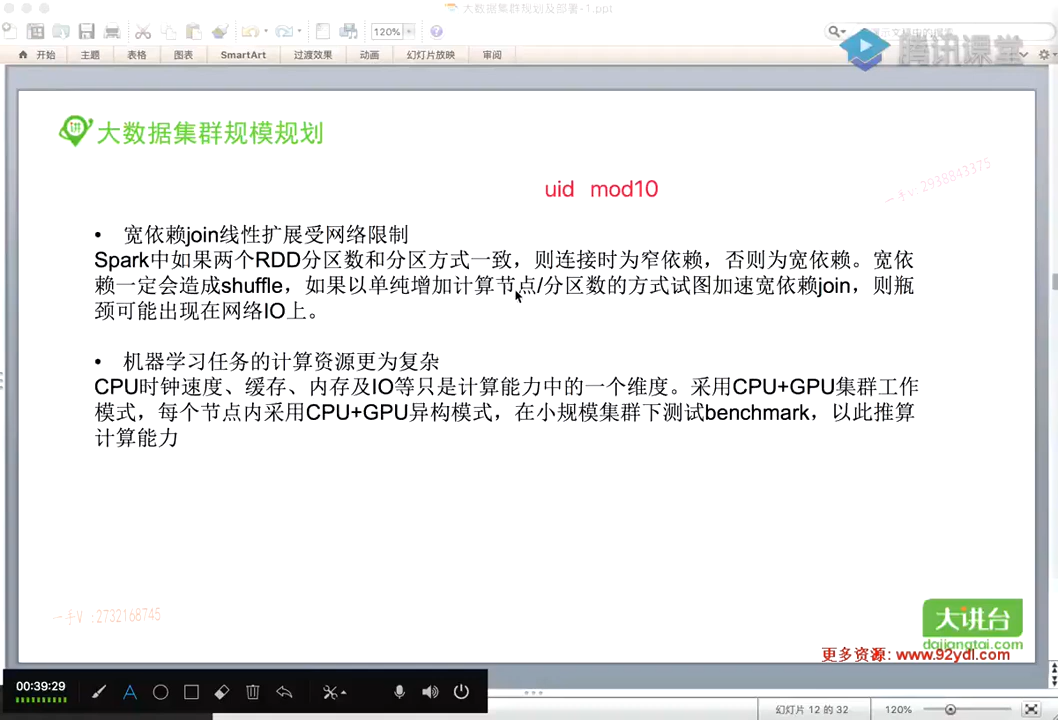 大数据集群规划及部署-1.ppt
120%
开始 主题 表格 图表 SmartArt 过渡效果 动画 幻灯片放映 审阅
腾讯课堂
大数据集群规模规划
uid mod10
一手v :2938843375
• 宽依赖join线性扩展受网络限制
Spark中如果两个RDD分区数和分区方式一致，则连接时为窄依赖，否则为宽依赖。宽依
赖一定会造成shuffle，如果以单纯增加计算节点/分区数的方式试图加速宽依赖join，则瓶
颈可能出现在网络IO上。
• 机器学习任务的计算资源更为复杂
CPU时钟速度、缓存、内存及IO等只是计算能力中的一个维度。采用CPU+GPU集群工作
模式，每个节点内采用CPU+GPU异构模式，在小规模集群下测试benchmark，以此推算
计算能力
一手V :2732168745
大讲台
dajiangtai.com
更多资源: www.92ydl.com
00:39:29
幻灯片 12 的 32 120%